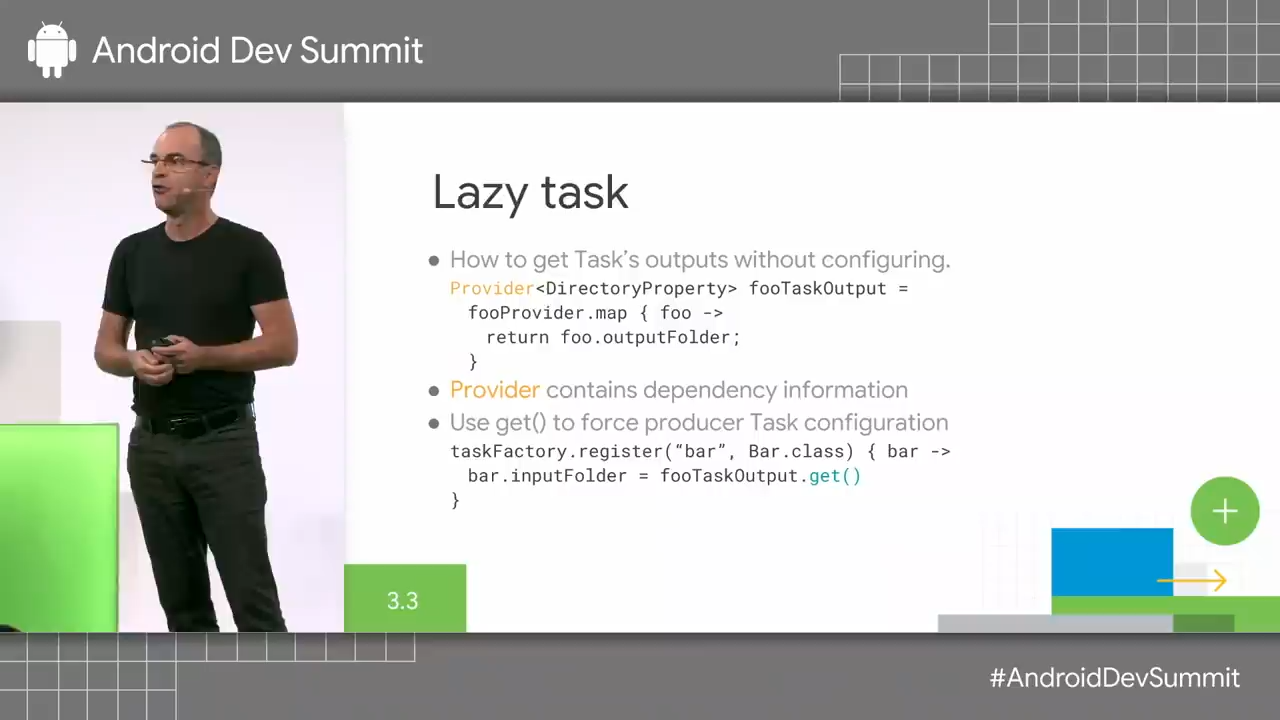 Android Dev Summit
Lazy task
● How to get Task's outputs without configuring.
Provider<DirectoryProperty> fooTaskOutput =
fooProvider.map { foo ->
return foo.outputFolder;
}
● Provider contains dependency information
● Use get() to force producer Task configuration
taskFactory.register(“bar”, Bar.class) { bar ->
bar.inputFolder = fooTaskOutput.get()
}
3.3
#AndroidDevSummit